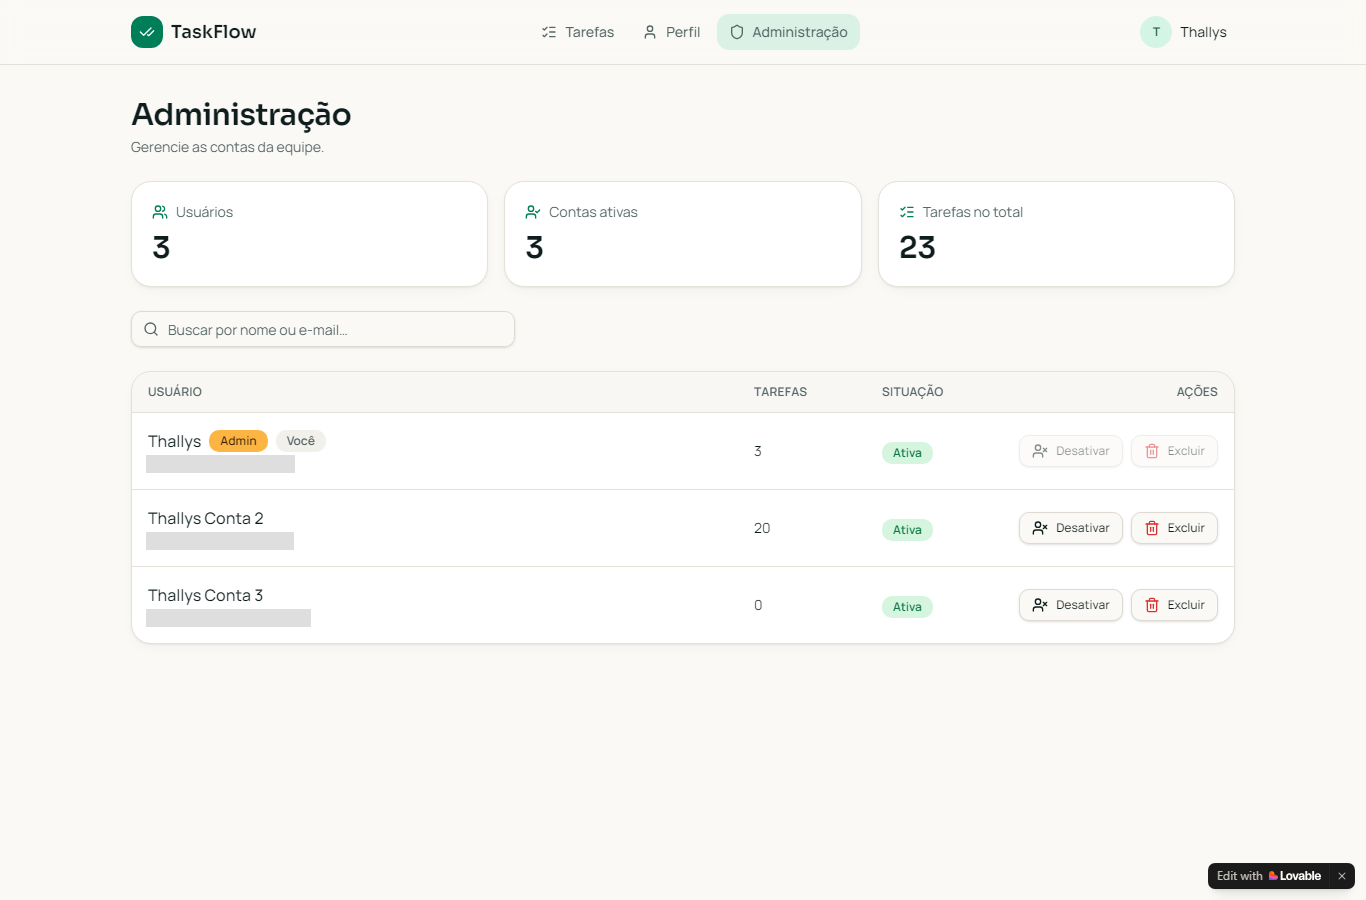 TaskFlow
Tarefas
Perfil
Administração
T
Thallys
Administração
Gerencie as contas da equipe.
Usuários
3
Contas ativas
3
Tarefas no total
23
Buscar por nome ou e-mail...
USUÁRIO TAREFAS SITUAÇÃO AÇÕES
Thallys Admin Você
3 Ativa Desativar Excluir
Thallys Conta 2
20 Ativa Desativar Excluir
Thallys Conta 3
0 Ativa Desativar Excluir
Edit with Lovable